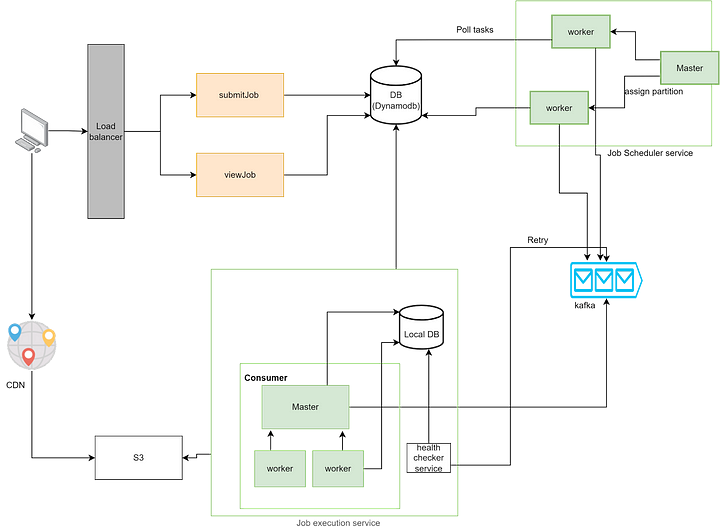 Poll tasks
worker
Master
DB
(Dynamodb)
submitJob
assign partition
worker
Load
balancer
Job Scheduler service
viewJob
Retry
kafka
Local DB
CDN
Consumer
Master
S3
worker
worker
health
checker
service
Job execution service